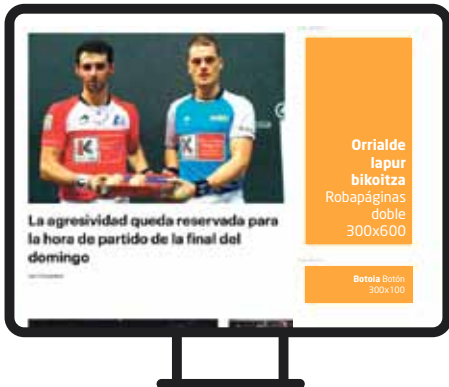 La agresividad queda reservada para
la hora de partido de la final del
domingo
Orrialde
lapur
bikoitza
Robapáginas
doble
300x600
Botoia Botón
300x100